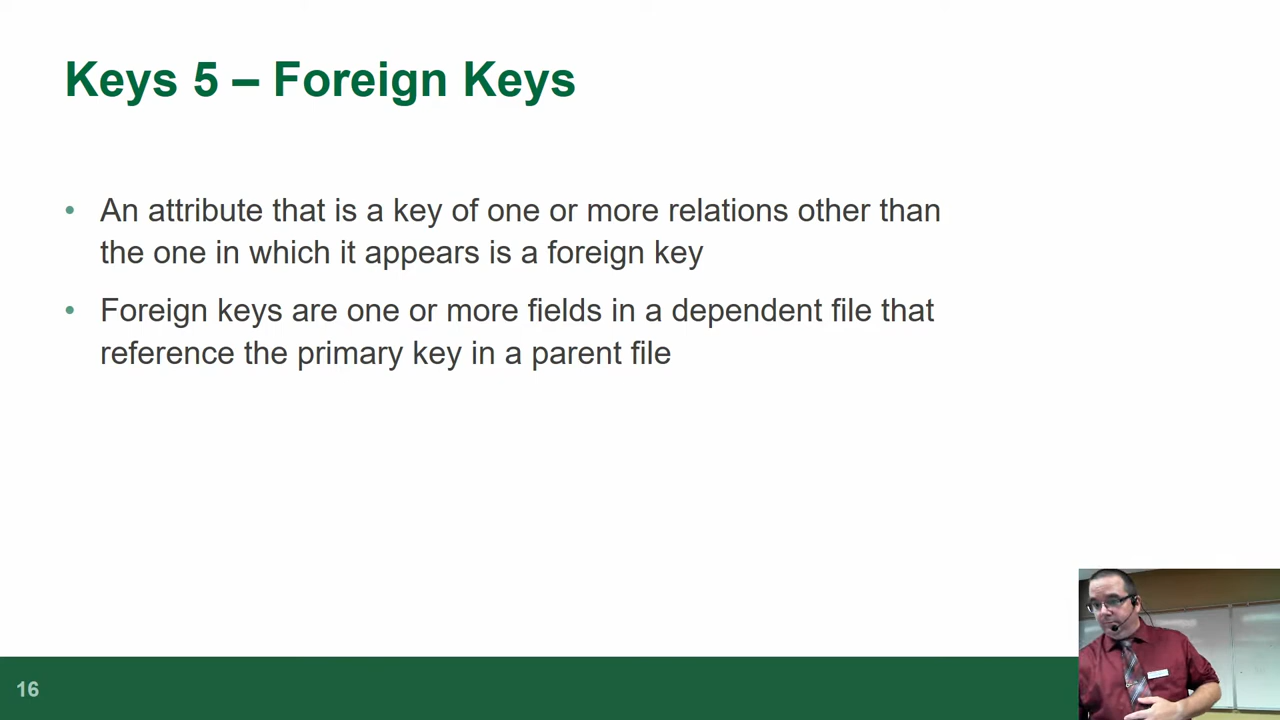 Keys 5 – Foreign Keys
• An attribute that is a key of one or more relations other than
the one in which it appears is a foreign key
• Foreign keys are one or more fields in a dependent file that
reference the primary key in a parent file
16